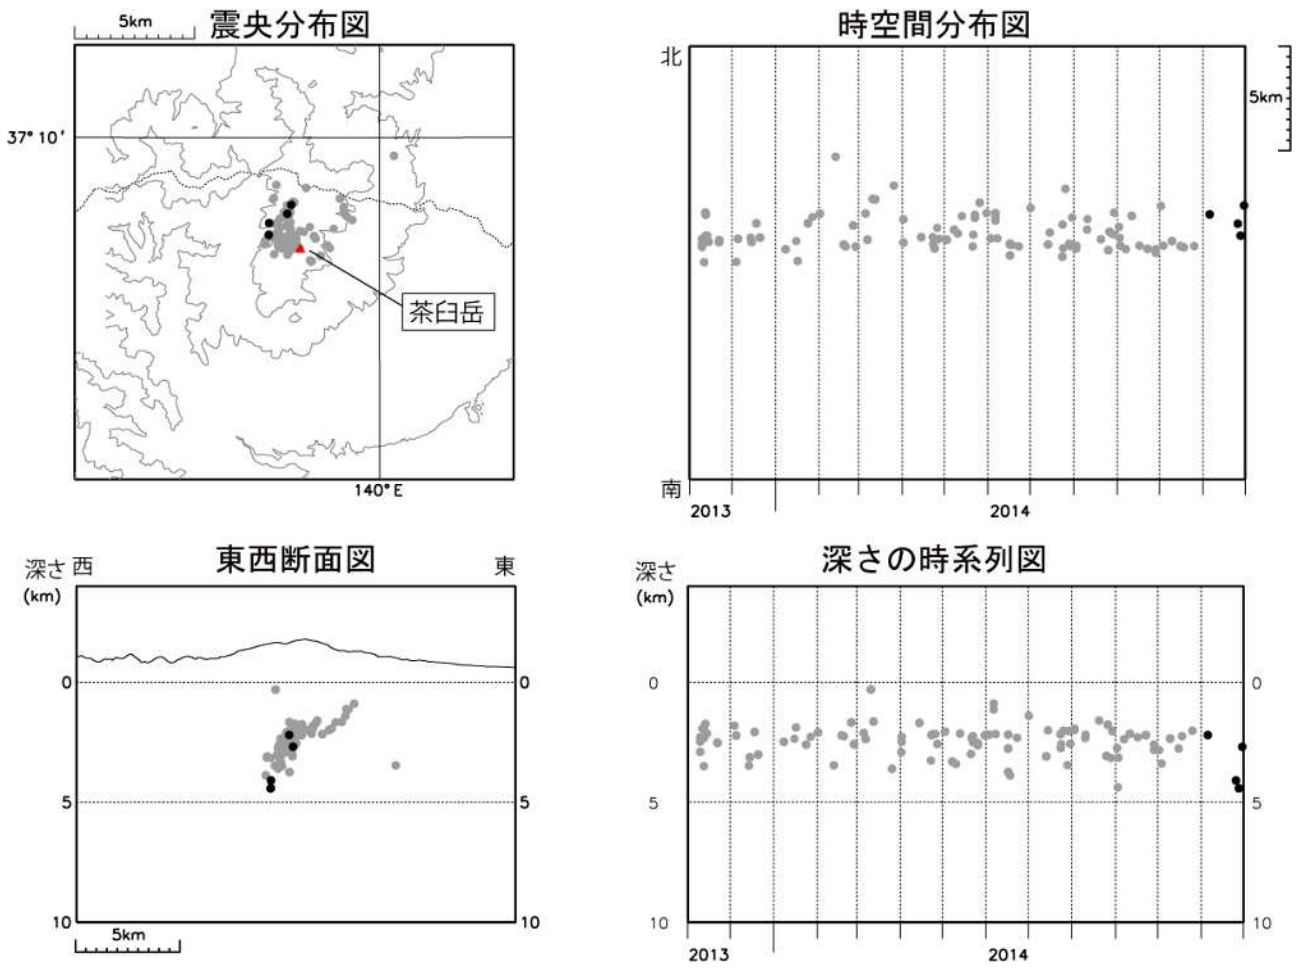 5km
震央分布図
37°10′
茶臼岳
140°E
時空間分布図
北
5km
南
2013
2014
東西断面図
深さ
(km)
西
東
0
0
5
5
10
10
5km
深さの時系列図
深さ
(km)
0
0
5
5
10
10
2013
2014